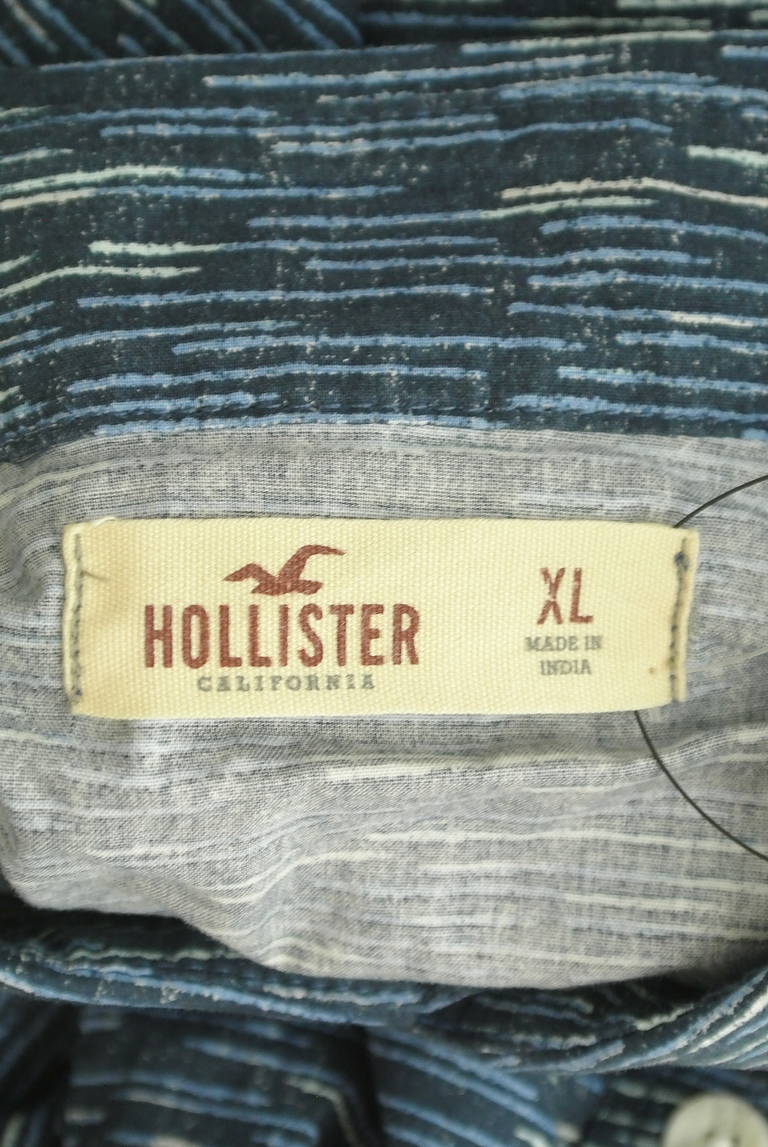 HOLLISTER
CALIFORNIA
XL
MADE IN
INDIA